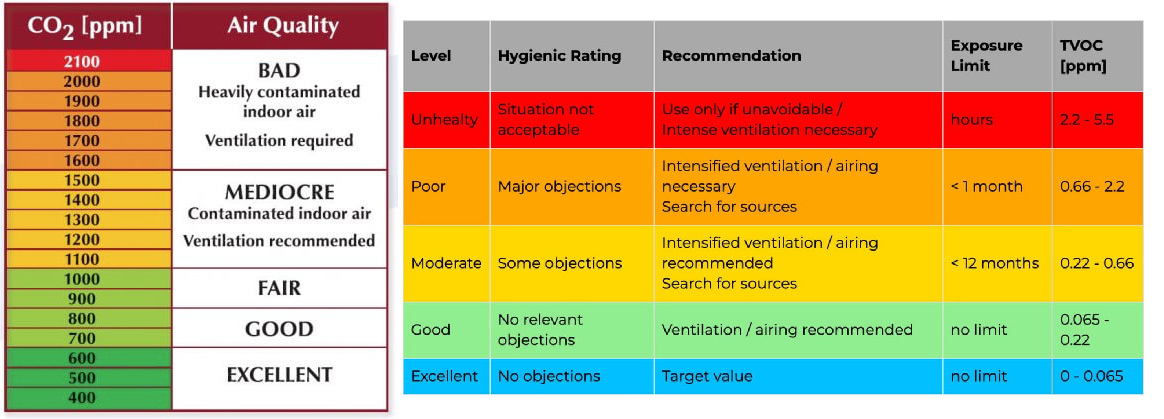 CO2 [ppm] Air Quality
2100
2000
1900
1800
1700
1600
BAD
Heavily contaminated
indoor air
Ventilation required
1500
1400
1300
1200
1100
MEDIOCRE
Contaminated indoor air
Ventilation recommended
1000
900
FAIR
800
700
GOOD
600
500
400
EXCELLENT
Level Hygienic Rating Recommendation Exposure
Limit TVOC
[ppm]
Unhealty Situation not
acceptable Use only if unavoidable /
Intense ventilation necessary hours 2.2 - 5.5
Poor Major objections Intensified ventilation / airing
necessary
Search for sources < 1 month 0.66 - 2.2
Moderate Some objections Intensified ventilation / airing
recommended
Search for sources < 12 months 0.22 - 0.66
Good No relevant
objections Ventilation / airing recommended no limit 0.065 -
0.22
Excellent No objections Target value no limit 0 - 0.065